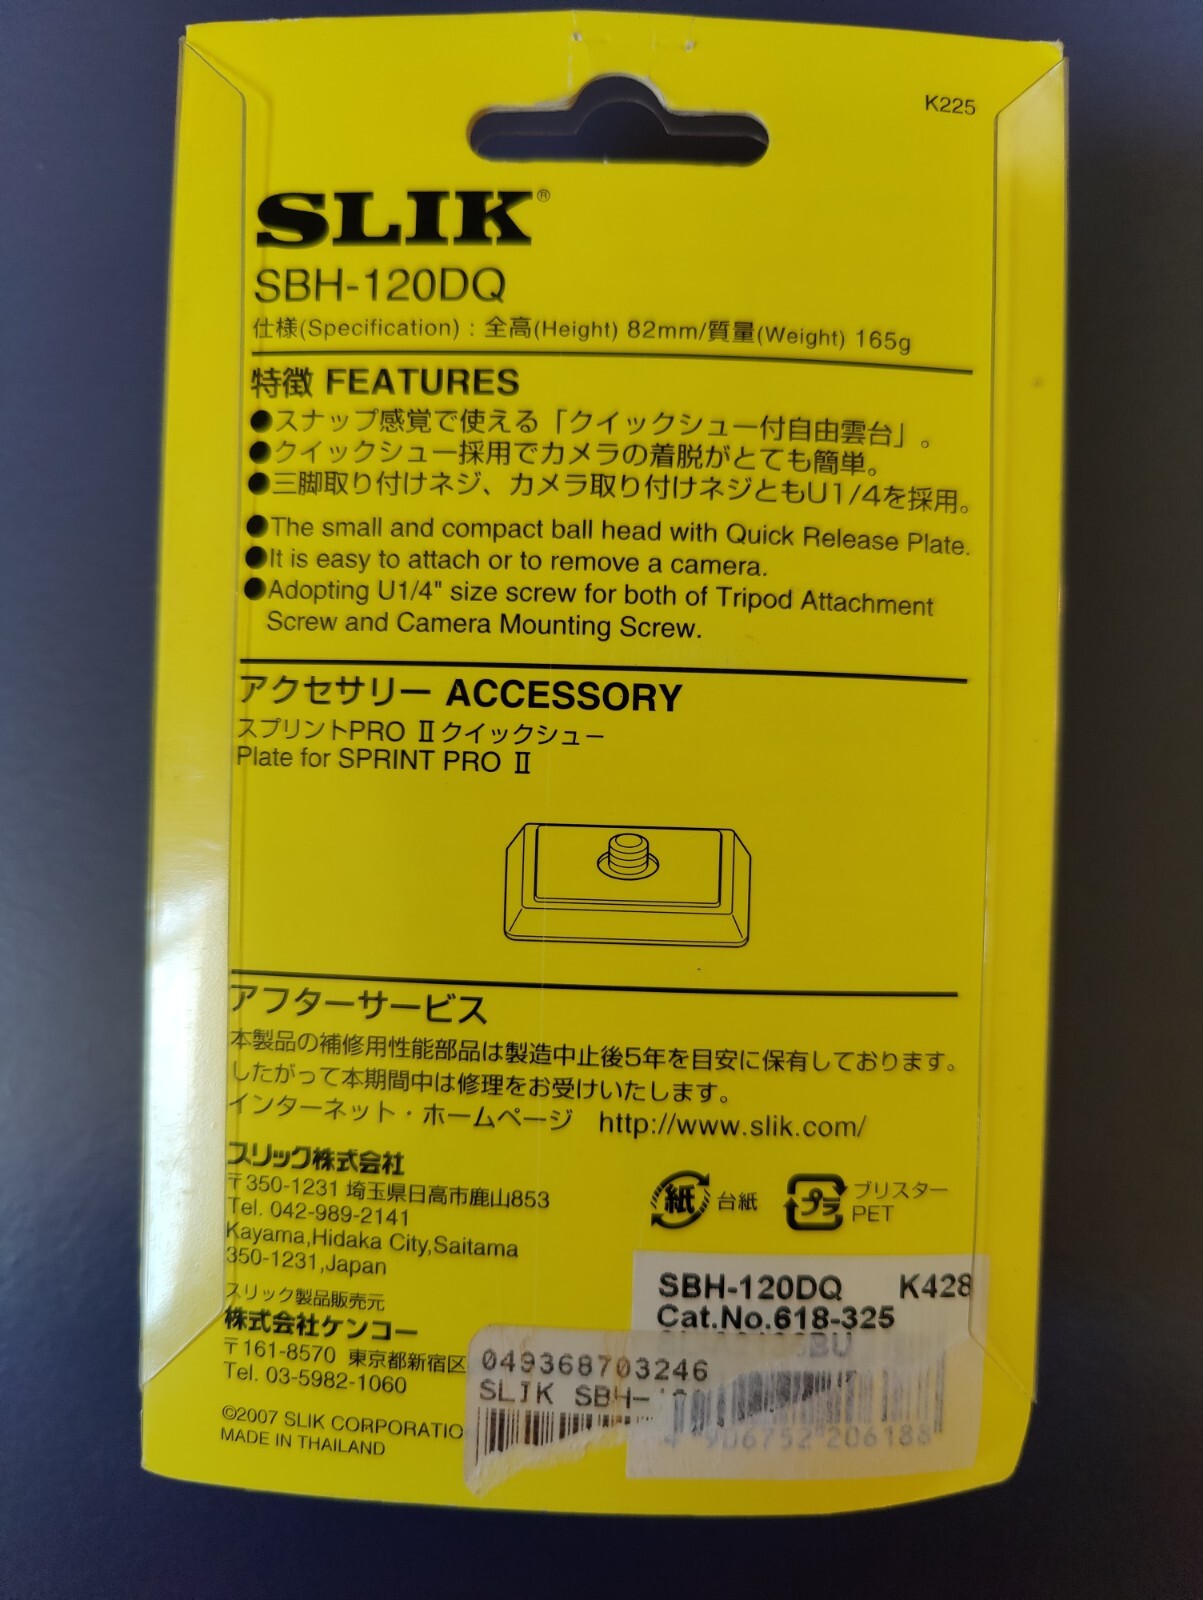 K225
SLIK®
SBH-120DQ
仕様(Specification) : 全高(Height) 82mm/質量(Weight) 165g
特徴 FEATURES
●スナップ感覚で使える「クイックシュー付自由雲台」。
●クイックシュー採用でカメラの着脱がとても簡単。
●三脚取り付けネジ、カメラ取り付けネジともU1/4を採用。
●The small and compact ball head with Quick Release Plate.
●It is easy to attach or to remove a camera.
●Adopting U1/4" size screw for both of Tripod Attachment
Screw and Camera Mounting Screw.
アクセサリー ACCESSORY
スプリントPRO Ⅱクイックシュー
Plate for SPRINT PRO Ⅱ
アフターサービス
本製品の補修用性能部品は製造中止後5年を目安に保有しております。
したがって本期間中は修理をお受けいたします。
インターネット・ホームページ http://www.slik.com/
スリック株式会社
〒350-1231 埼玉県日高市鹿山853
Tel. 042-989-2141
Kayama,Hidaka City,Saitama
350-1231,Japan
紙 台紙
プラ ブリスター
PET
スリック製品販売元
株式会社ケンコー
〒161-8570 東京都新宿区
Tel. 03-5982-1060
©2007 SLIK CORPORATIO
MADE IN THAILAND
SBH-120DQ K428
Cat.No.618-325
049368703246
SLIK SBH-
4 906752 206188